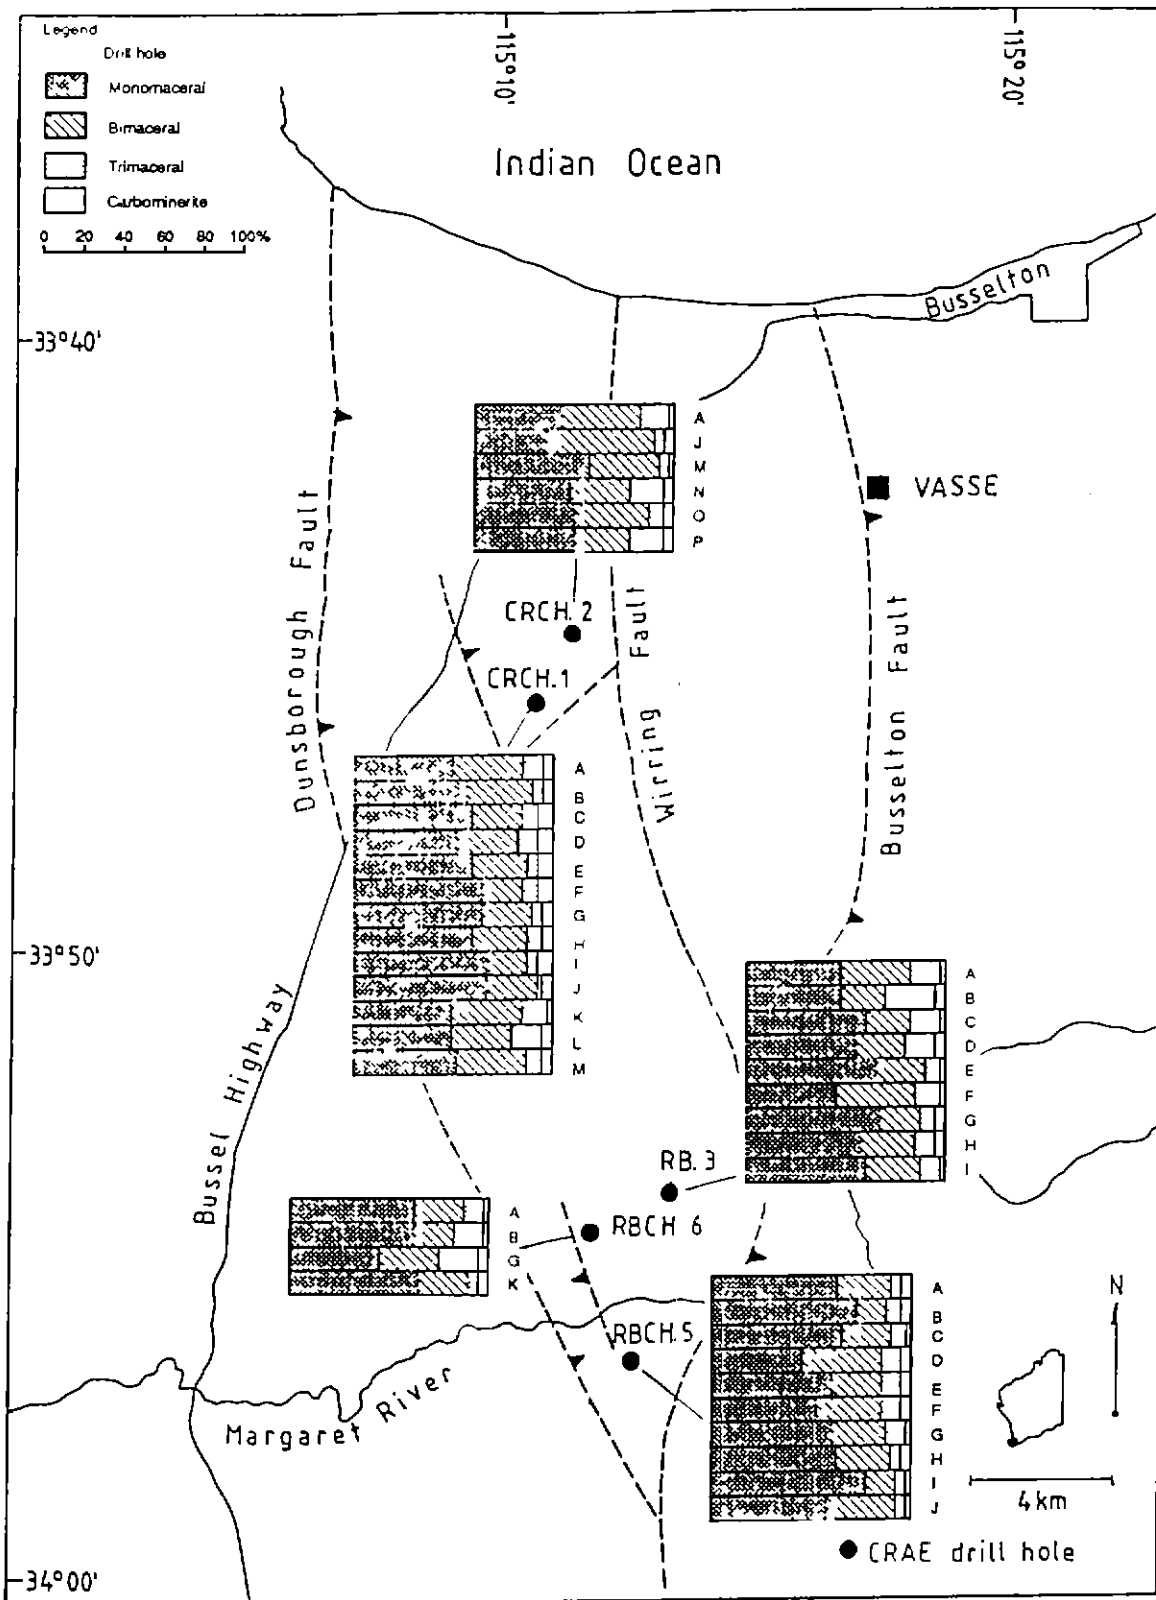 Legend
Drill hole
Monomaceral
Bimaceral
Trimaceral
Carbominerite
0 20 40 60 80 100%
115°10'
115°20'
Indian Ocean
Busselton
33°40'
A
J
M
N
O
P
VASSE
Dunsborough Fault
CRCH. 2
CRCH. 1
Wirring Fault
Busselton Fault
A
B
C
D
E
F
G
H
I
J
K
L
M
33°50'
Bussel Highway
A
B
C
D
E
F
G
H
I
RB. 3
RBCH 6
A
B
G
K
RBCH. 5
A
B
C
D
E
F
G
H
I
J
N
Margaret River
4km
CRAE drill hole
34°00'